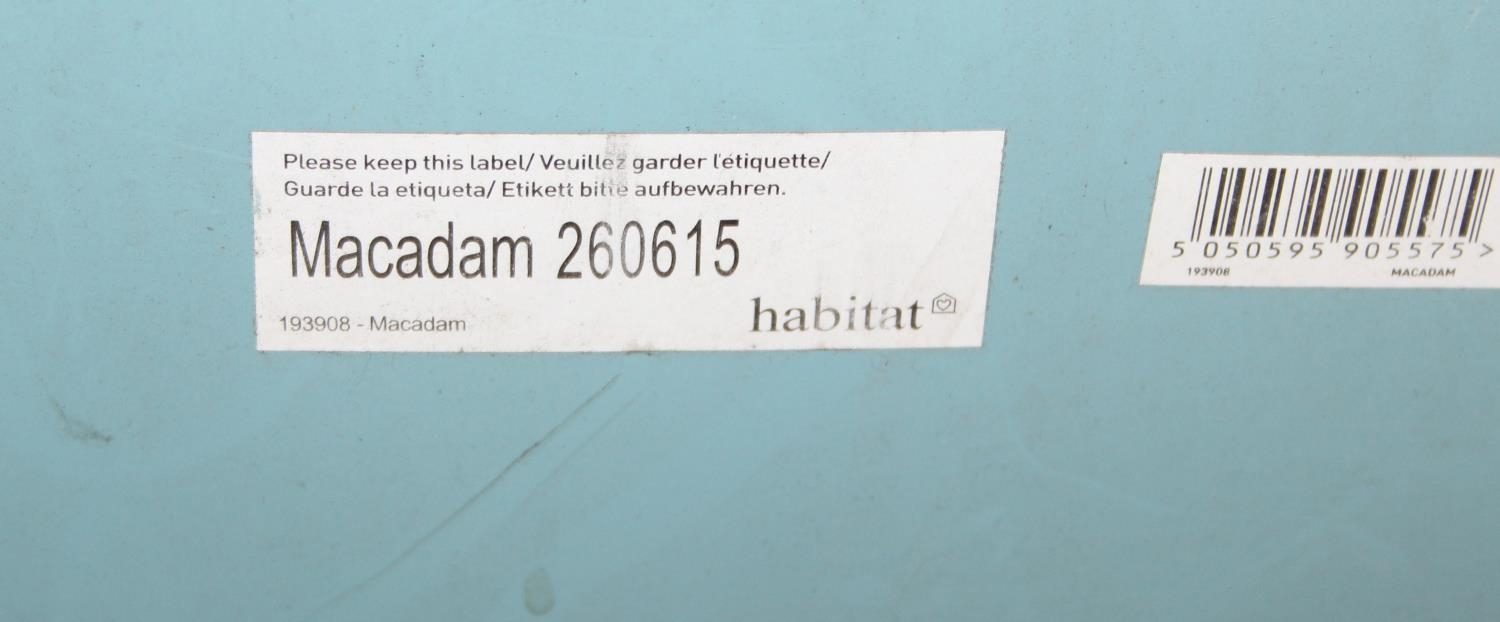 Please keep this label/ Veuillez garder l'étiquette/
Guarde la etiqueta/ Etikett bitte aufbewahren.
Macadam 260615
193908 - Macadam
habitat
5 050595 905575 >
193908 MACADAM